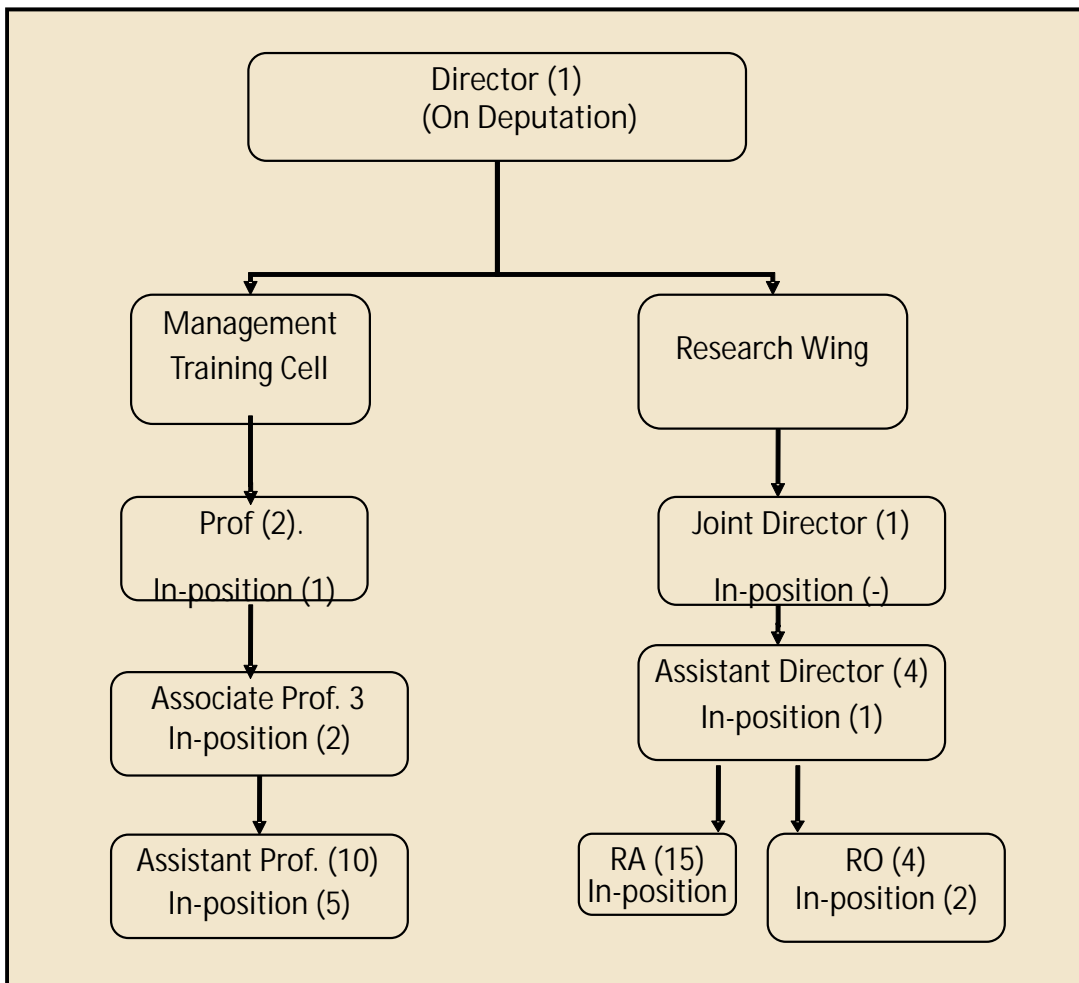 Director (1)
(On Deputation)
Management
Training Cell
Research Wing
Prof (2).
In-position (1)
Joint Director (1)
In-position (-)
Associate Prof. 3
In-position (2)
Assistant Director (4)
In-position (1)
Assistant Prof. (10)
In-position (5)
RA (15)
In-position
RO (4)
In-position (2)